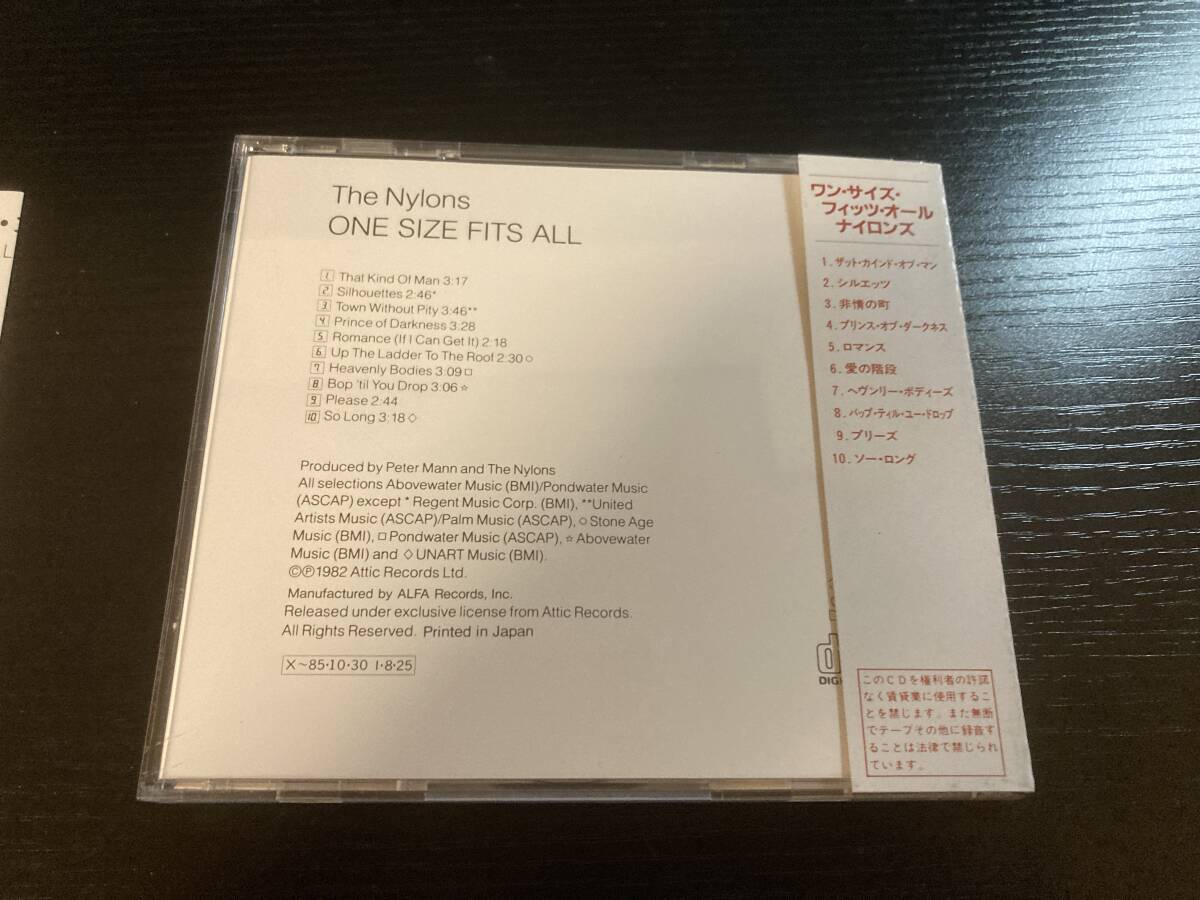 The Nylons
ONE SIZE FITS ALL
1 That Kind Of Man 3:17
2 Silhouettes 2:46*
3 Town Without Pity 3:46**
4 Prince of Darkness 3:28
5 Romance (If I Can Get It) 2:18
6 Up The Ladder To The Roof 2:30○
7 Heavenly Bodies 3:09□
8 Bop 'til You Drop 3:06☆
9 Please 2:44
10 So Long 3:18◇
Produced by Peter Mann and The Nylons
All selections Abovewater Music (BMI)/Pondwater Music
(ASCAP) except * Regent Music Corp. (BMI), **United
Artists Music (ASCAP)/Palm Music (ASCAP), ○Stone Age
Music (BMI), □Pondwater Music (ASCAP), ☆Abovewater
Music (BMI) and ◇UNART Music (BMI).
©℗1982 Attic Records Ltd.
Manufactured by ALFA Records, Inc.
Released under exclusive license from Attic Records.
All Rights Reserved. Printed in Japan
X~85・10・30 1・8・25
DIGI
ワン・サイズ・
フィッツ・オール
ナイロンズ
1. ザット・カインド・オブ・マン
2. シルエッツ
3. 非情の町
4. プリンス・オブ・ダークネス
5. ロマンス
6. 愛の階段
7. ヘヴンリー・ボディーズ
8. バップ・ティル・ユー・ドロップ
9. プリーズ
10. ソー・ロング
このCDを権利者の許諾
なく賃貸業に使用するこ
とを禁じます。また無断
でテープその他に録音す
ることは法律で禁じられ
ています。
L